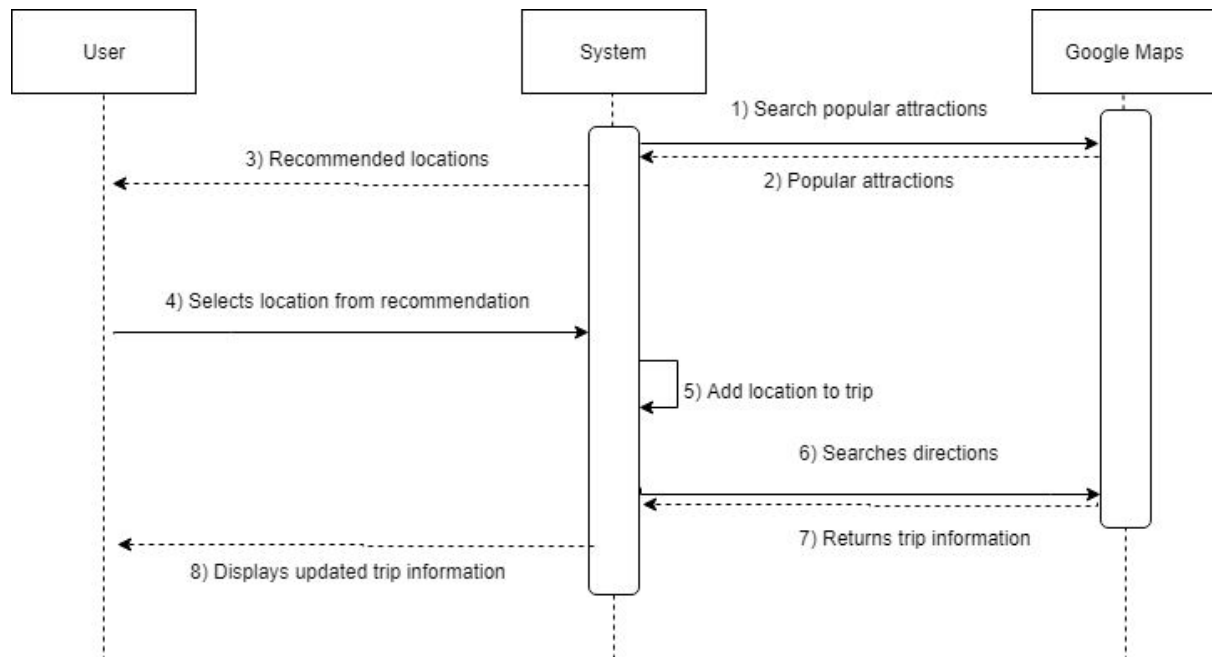 User
System
Google Maps
1) Search popular attractions
3) Recommended locations
2) Popular attractions
4) Selects location from recommendation
5) Add location to trip
6) Searches directions
7) Returns trip information
8) Displays updated trip information